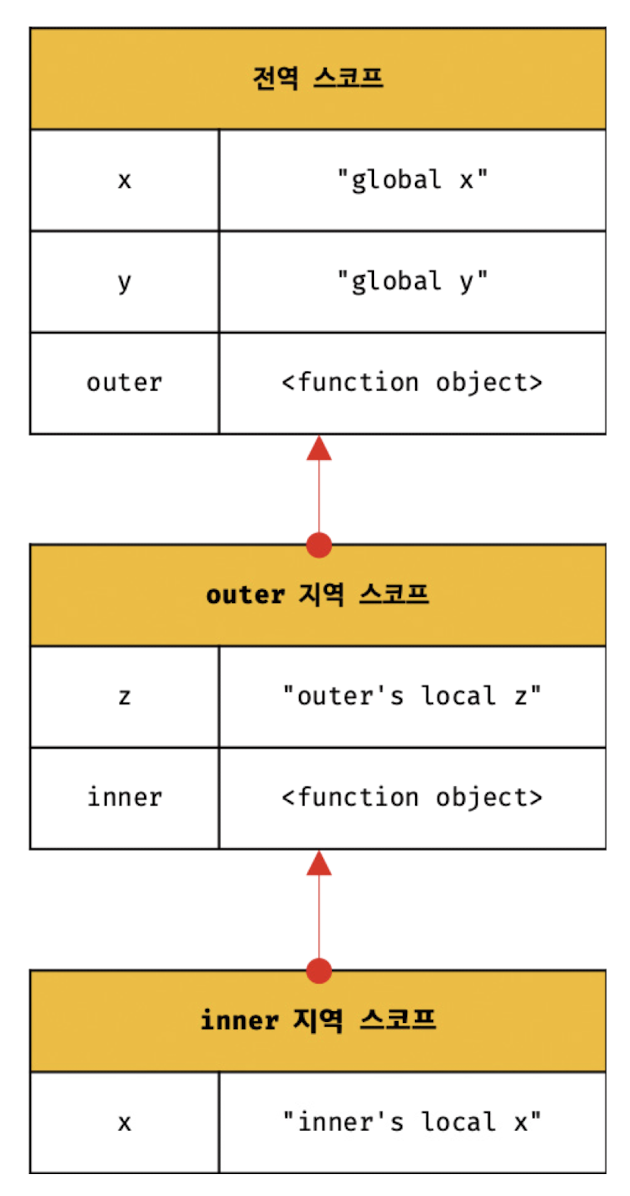 전역 스코프
x "global x"
y "global y"
outer <function object>
outer 지역 스코프
z "outer's local z"
inner <function object>
inner 지역 스코프
x "inner's local x"